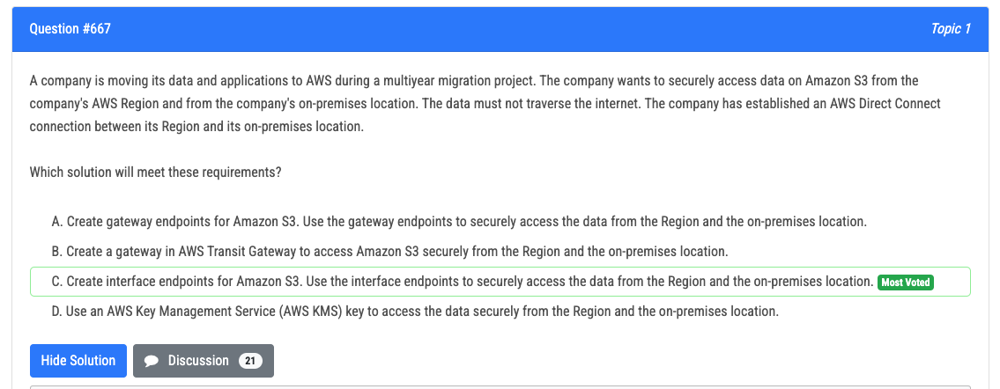 Question #667
Topic 1
A company is moving its data and applications to AWS during a multiyear migration project. The company wants to securely access data on Amazon S3 from the
company's AWS Region and from the company's on-premises location. The data must not traverse the internet. The company has established an AWS Direct Connect
connection between its Region and its on-premises location.
Which solution will meet these requirements?
A. Create gateway endpoints for Amazon S3. Use the gateway endpoints to securely access the data from the Region and the on-premises location.
B. Create a gateway in AWS Transit Gateway to access Amazon S3 securely from the Region and the on-premises location.
C. Create interface endpoints for Amazon S3. Use the interface endpoints to securely access the data from the Region and the on-premises location. Most Voted
D. Use an AWS Key Management Service (AWS KMS) key to access the data securely from the Region and the on-premises location.
Hide Solution
Discussion 21